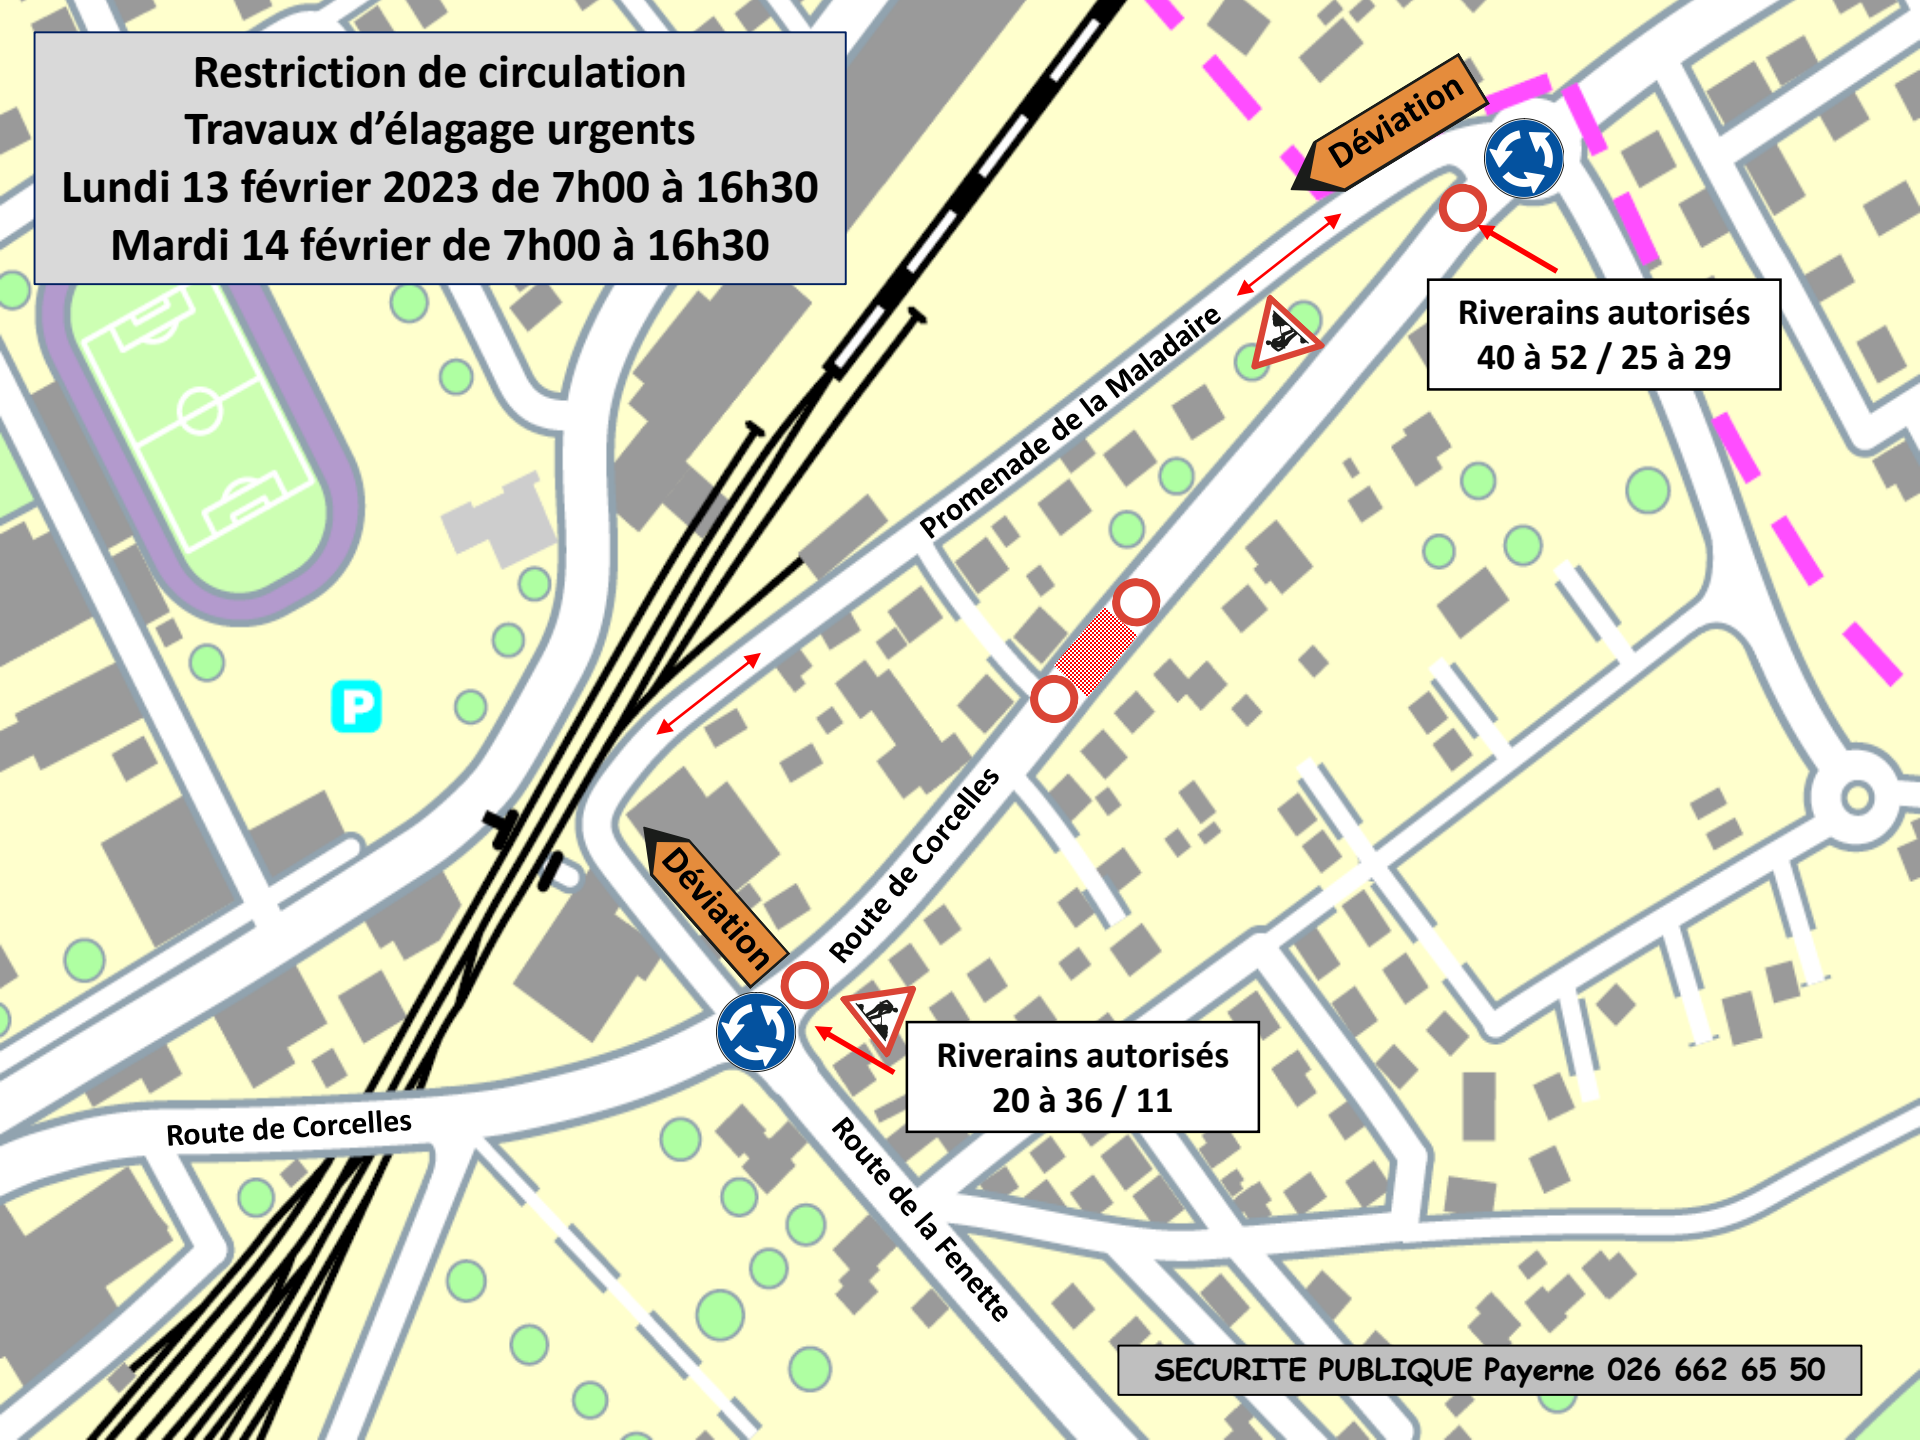 Restriction de circulation
Travaux d’élagage urgents
Lundi 13 février 2023 de 7h00 à 16h30
Mardi 14 février de 7h00 à 16h30
Déviation
Riverains autorisés
40 à 52 / 25 à 29
Promenade de la Maladaire
P
Route de Corcelles
Déviation
Riverains autorisés
20 à 36 / 11
Route de Corcelles
Route de la Fenette
SECURITE PUBLIQUE Payerne 026 662 65 50